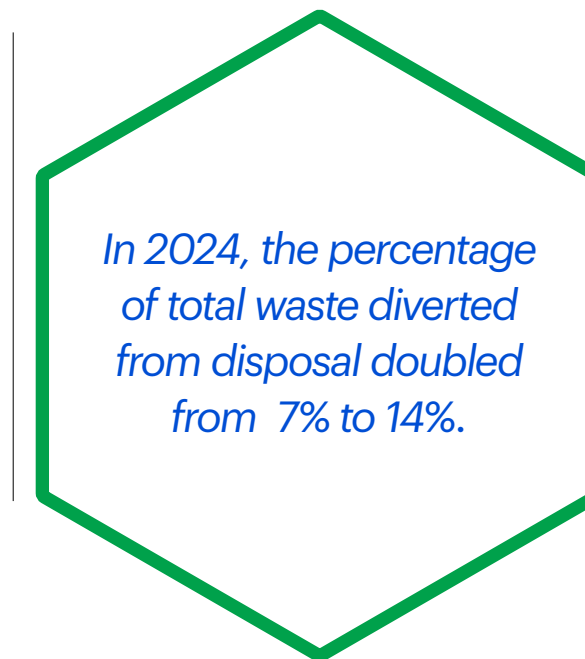 In 2024, the percentage
of total waste diverted
from disposal doubled
from  7% to 14%.